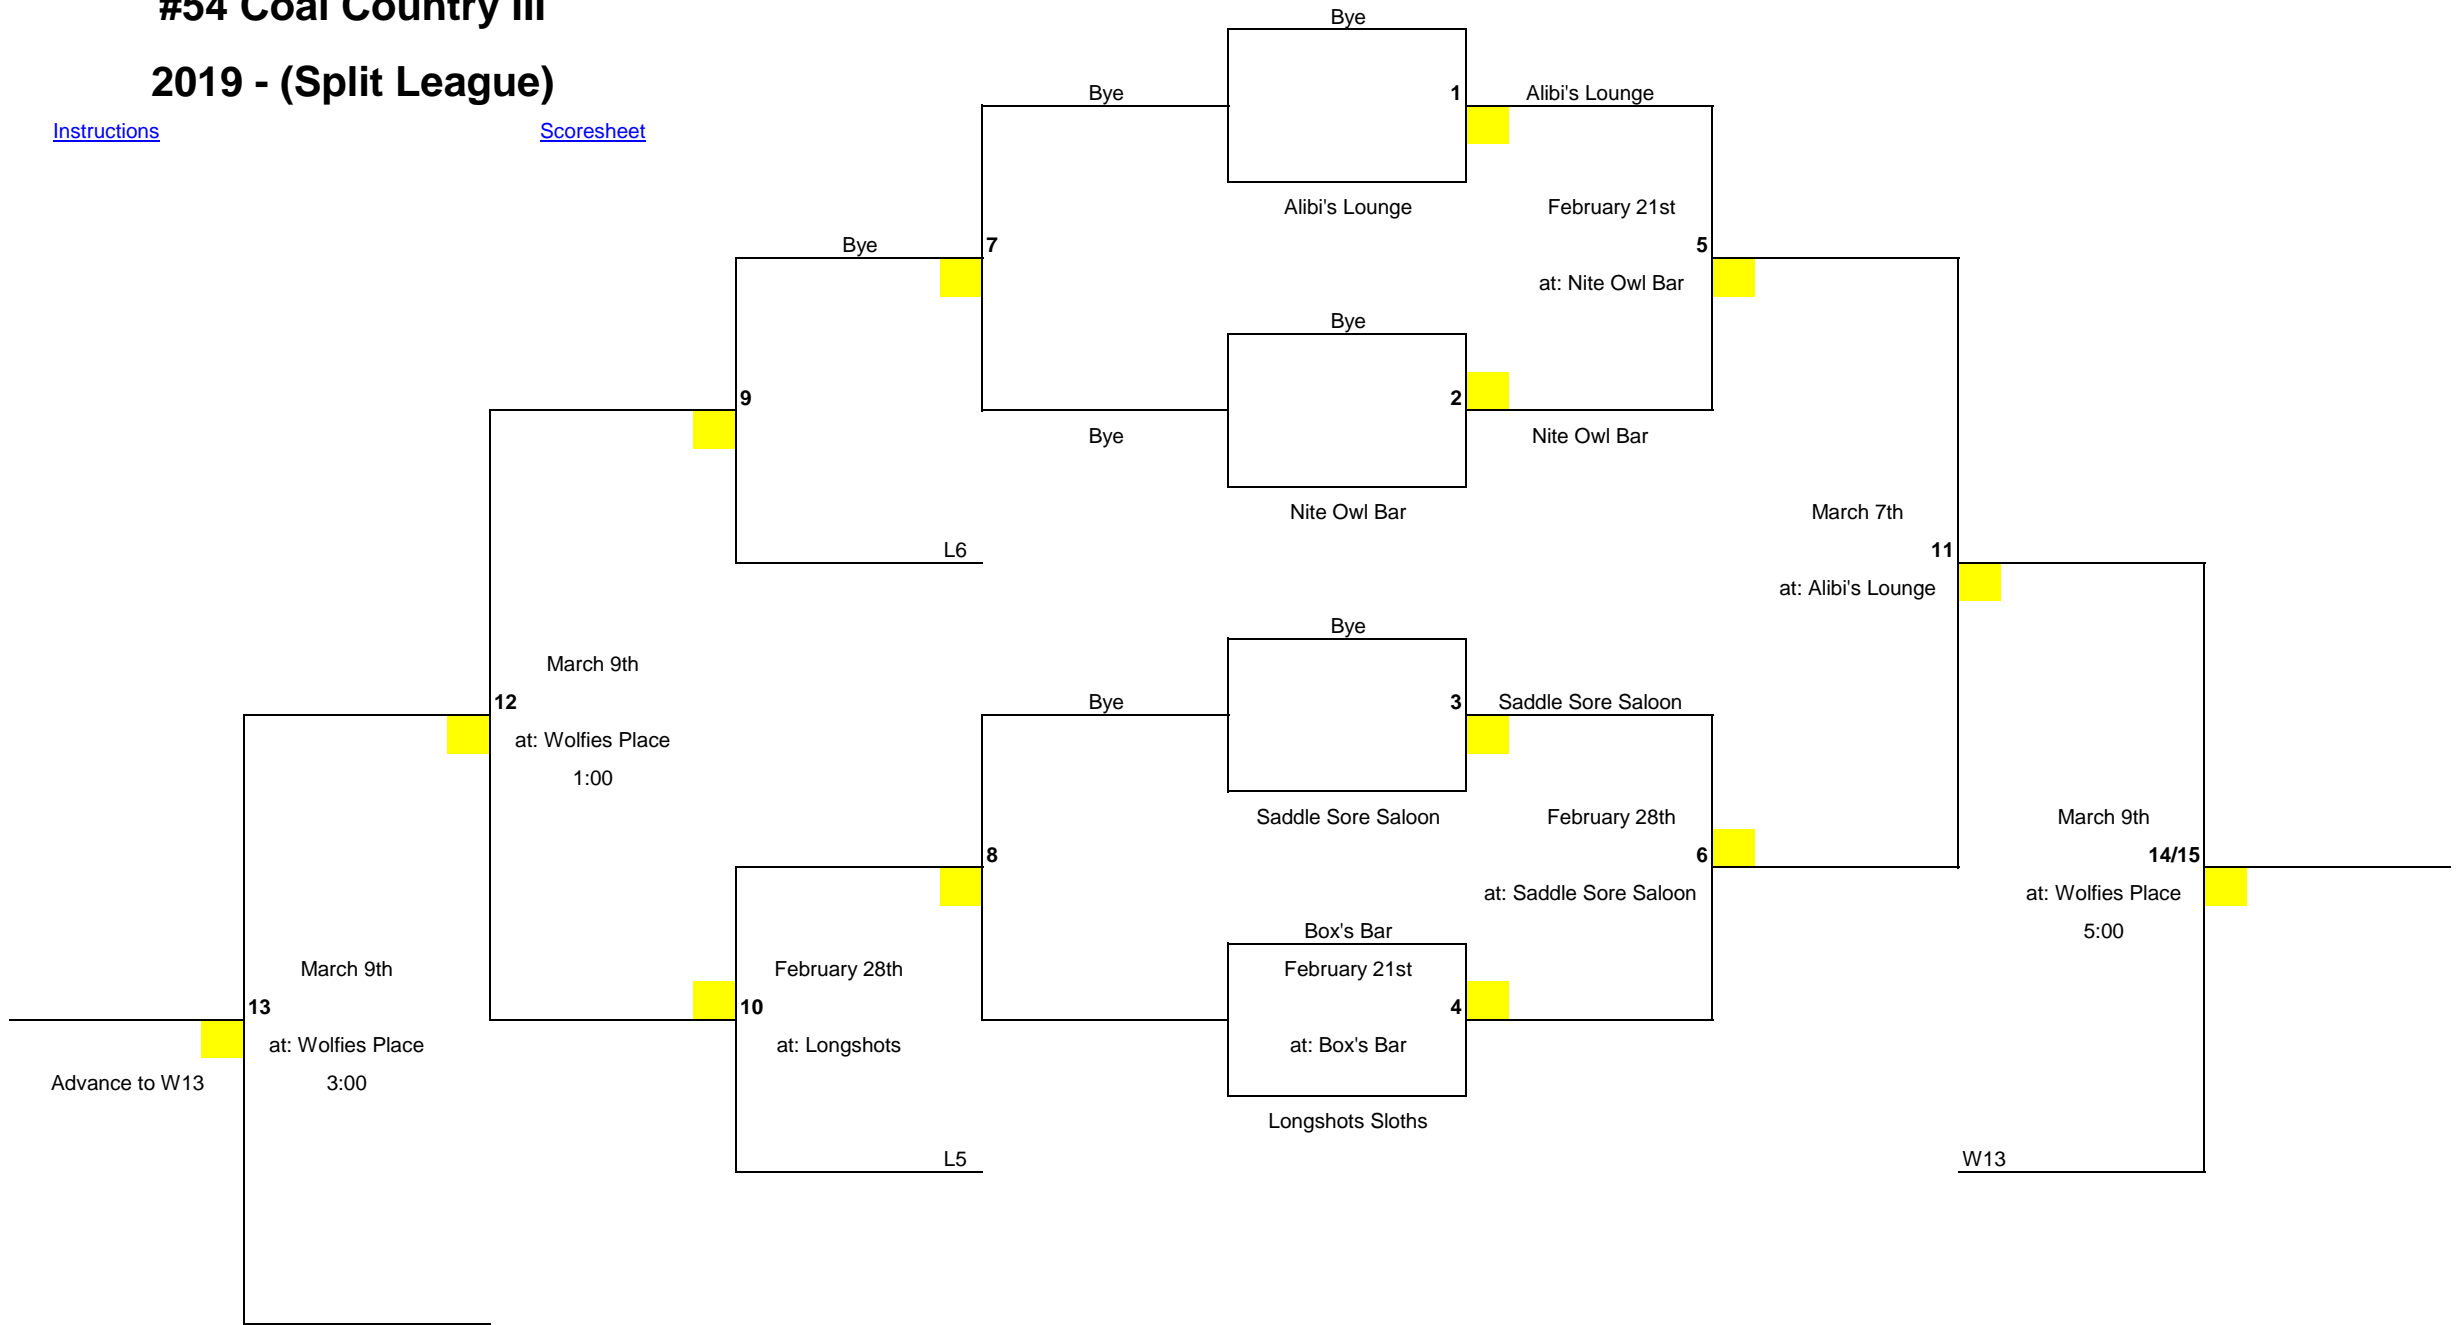 #54 Coal Country III
Bye
2019 - (Split League)
Bye
1
Alibi's Lounge
Instructions
Scoresheet
Alibi's Lounge
February 21st
Bye
7
5
at: Nite Owl Bar
Bye
9
2
Bye
Nite Owl Bar
Nite Owl Bar
March 7th
L6
11
at: Alibi's Lounge
Bye
March 9th
12
Bye
3
Saddle Sore Saloon
at: Wolfies Place
1:00
Saddle Sore Saloon
February 28th
March 9th
8
6
14/15
at: Saddle Sore Saloon
at: Wolfies Place
Box's Bar
5:00
March 9th
February 28th
February 21st
13
10
4
at: Wolfies Place
at: Longshots
at: Box's Bar
Advance to W13
3:00
Longshots Sloths
L5
W13